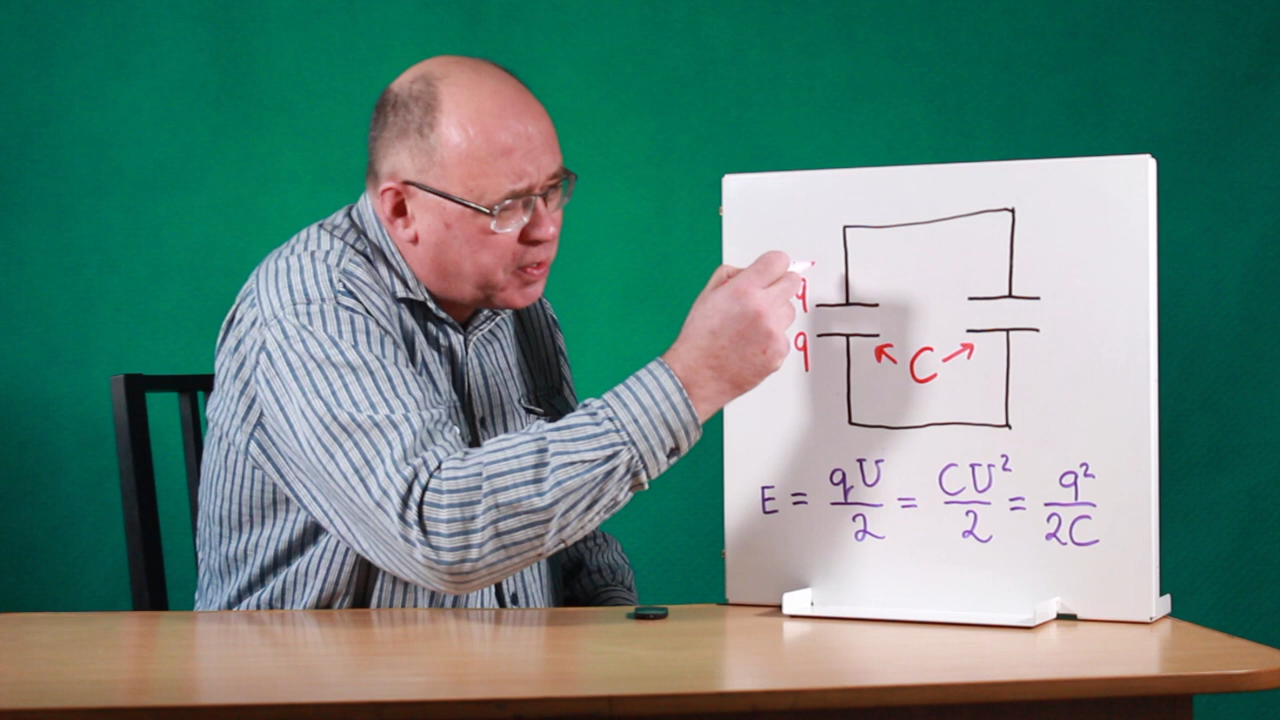 q
q
C
E = qU/2 = CU²/2 = q²/2C